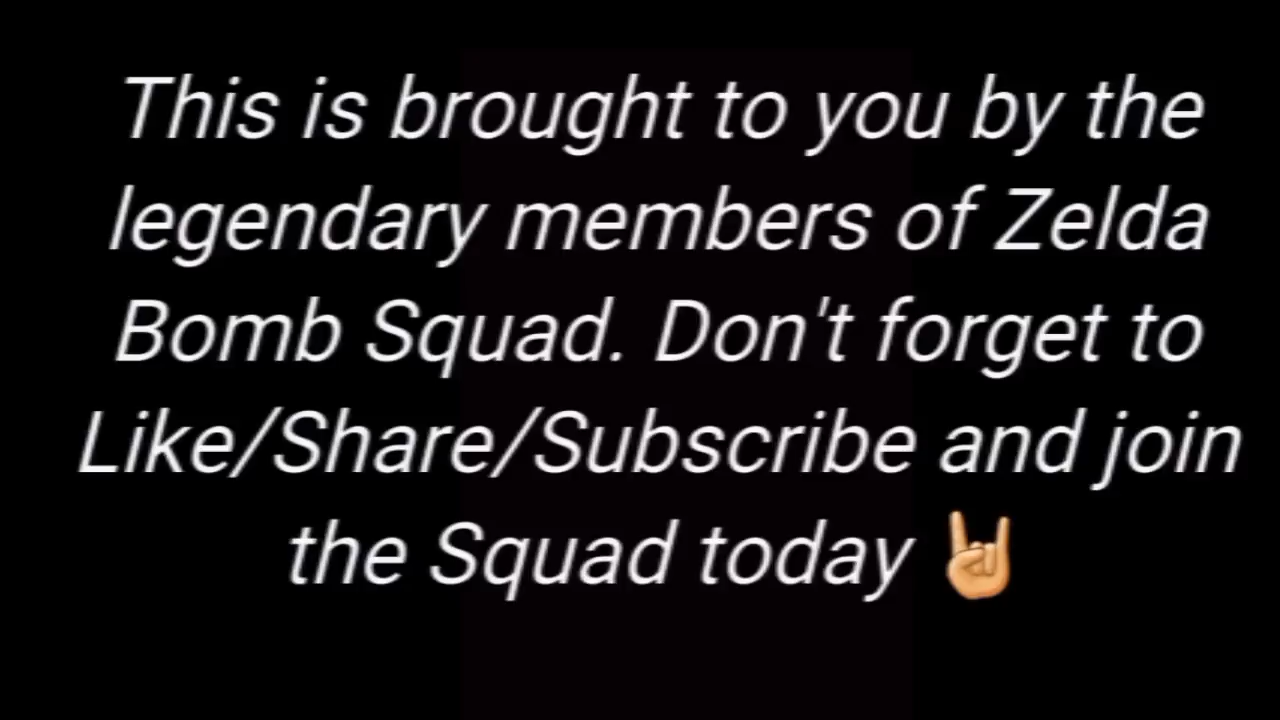 This is brought to you by the
legendary members of Zelda
Bomb Squad. Don't forget to
Like/Share/Subscribe and join
the Squad today 🤘